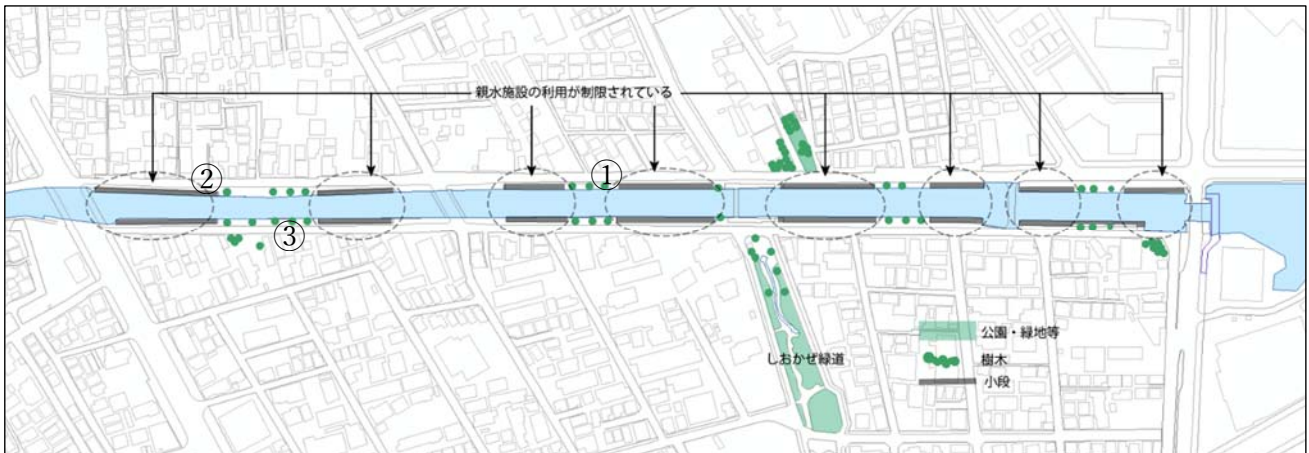 親水施設の利用が制限されている
②
①
③
公園・緑地等
しおかぜ緑道
樹木
小段